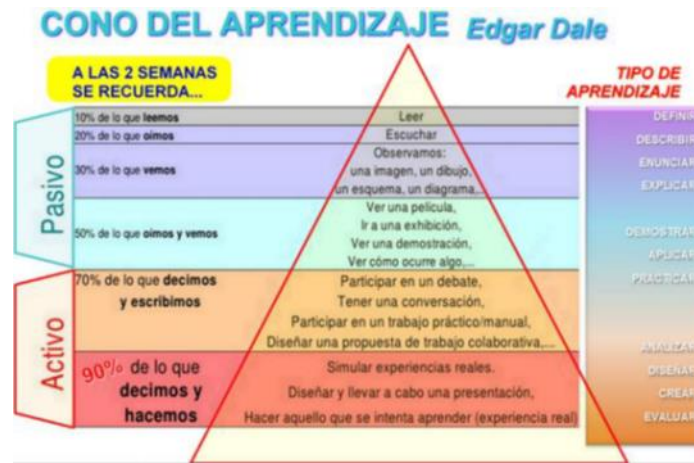 CONO DEL APRENDIZAJE Edgar Dale
A LAS 2 SEMANAS
SE RECUERDA...
TIPO DE
APRENDIZAJE
Pasivo
10% de lo que leemos
Leer
20% de lo que oimos
Escuchar
30% de lo que vemos
Observamos:
una imagen, un dibujo,
un esquema, un diagrama,...
50% de lo que oimos y vemos
Ver una película,
Ir a una exhibición,
Ver una demostración,
Ver cómo ocurre algo,...
Activo
70% de lo que decimos
y escribimos
Participar en un debate,
Tener una conversación,
Participar en un trabajo práctico/manual,
Diseñar una propuesta de trabajo colaborativa,...
90% de lo que
decimos y
hacemos
Simular experiencias reales.
Diseñar y llevar a cabo una presentación,
Hacer aquello que se intenta aprender (experiencia real)
DEFINIR
DESCRIBIR
ENUNCIAR
EXPLICAR
DEMOSTRAR
APLICAR
PRACTICAR
ANALIZAR
DISEÑAR
CREAR
EVALUAR